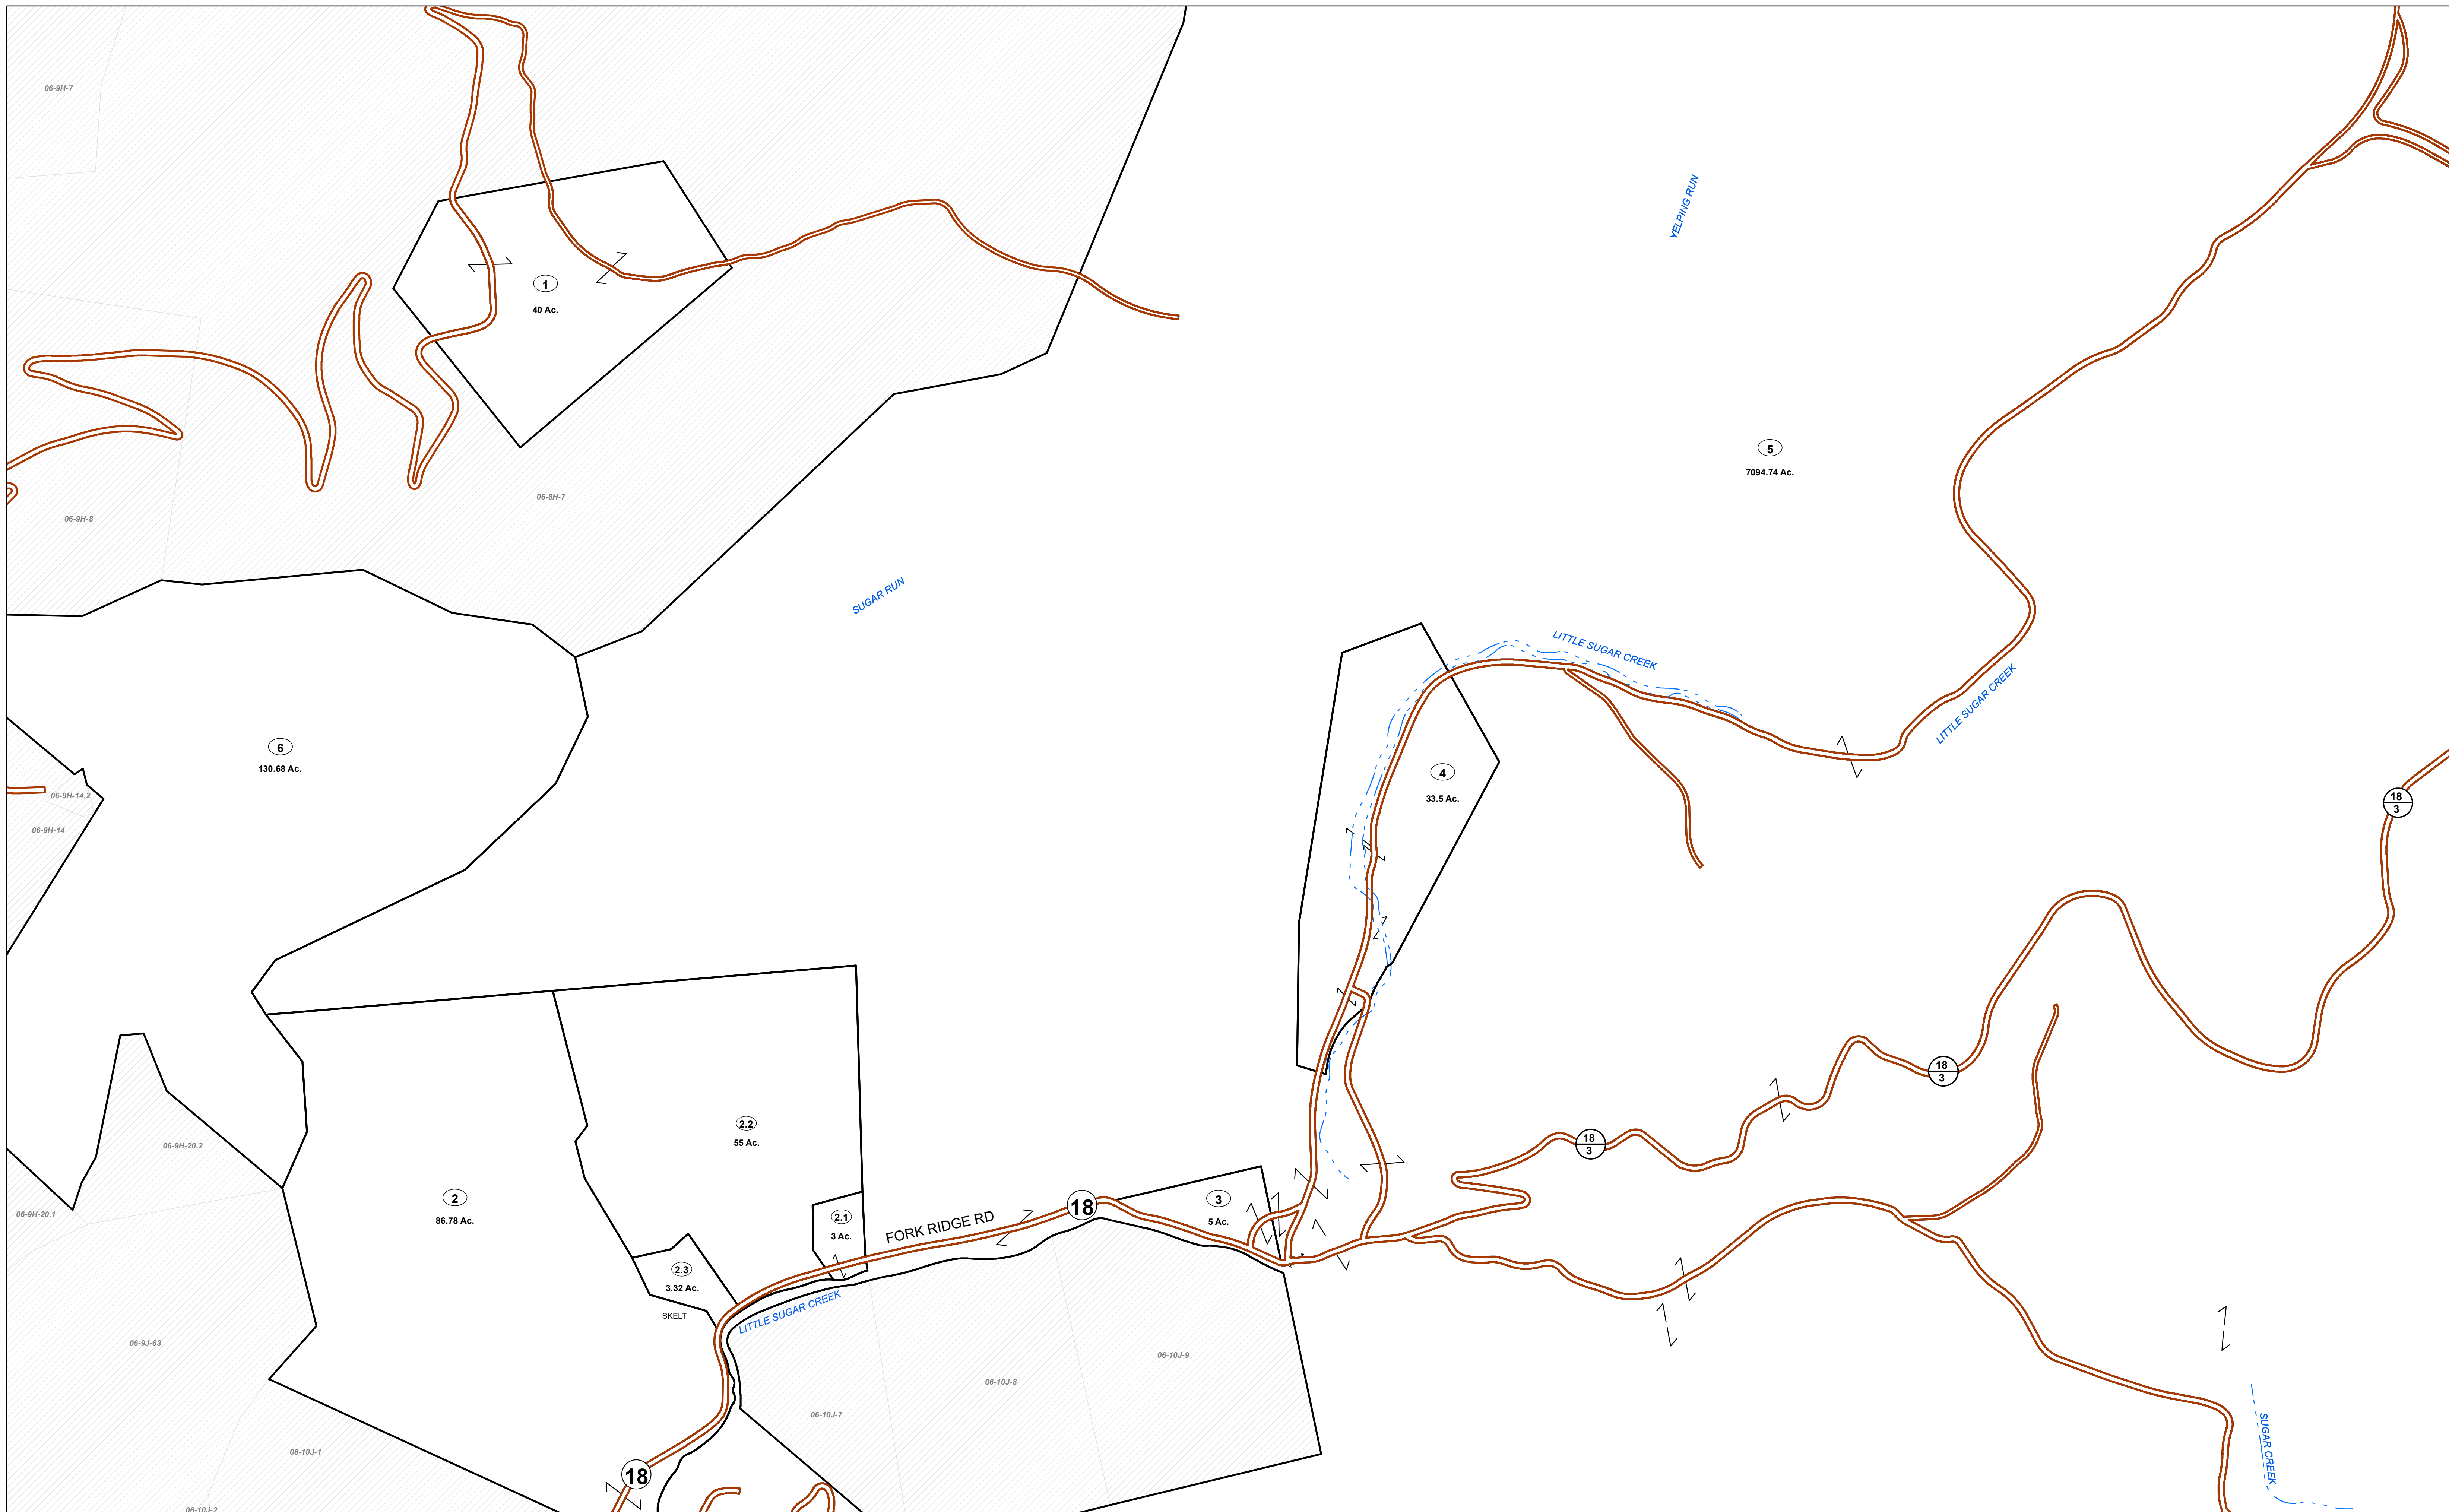 06-9H-7
YELPING RUN
1
40 Ac.
5
7094.74 Ac.
06-8H-7
06-9H-8
SUGAR RUN
LITTLE SUGAR CREEK
LITTLE SUGAR CREEK
6
130.68 Ac.
4
33.5 Ac.
06-9H-14.2
06-9H-14
18
3
18
3
2.2
55 Ac.
18
3
06-9H-20.2
2
86.78 Ac.
3
5 Ac.
18
06-9H-20.1
2.1
3 Ac.
FORK RIDGE RD
2.3
3.32 Ac.
SKELT
LITTLE SUGAR CREEK
06-9J-63
06-10J-9
06-10J-8
06-10J-7
06-10J-1
SUGAR CREEK
18
06-10J-2